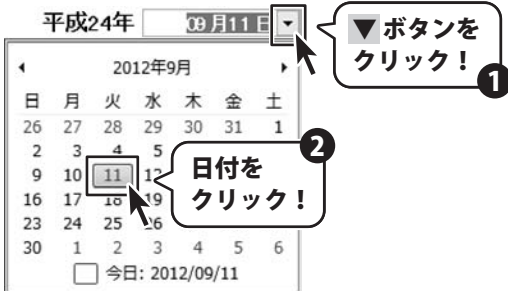 平成24年 09月11日
▼ボタンを
クリック！
1
2012年9月
日 月 火 水 木 金 土
26 27 28 29 30 31 1
2 3 4 5
9 10 11 12
16 17 18 19
23 24 25 26
30 1 2 3 4 5 6
日付を
クリック！
2
今日: 2012/09/11